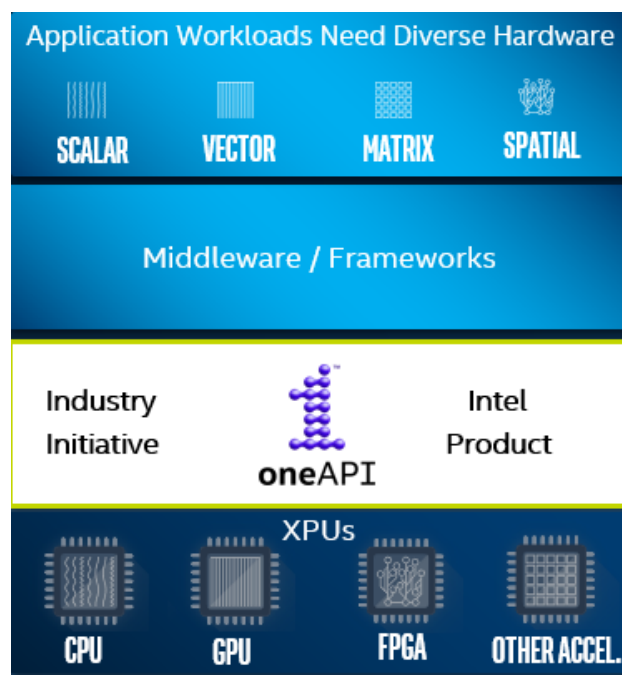 Application Workloads Need Diverse Hardware
SCALAR VECTOR MATRIX SPATIAL
Middleware / Frameworks
Industry
Initiative
Intel
Product
™
oneAPI
XPUs
CPU GPU FPGA OTHER ACCEL.